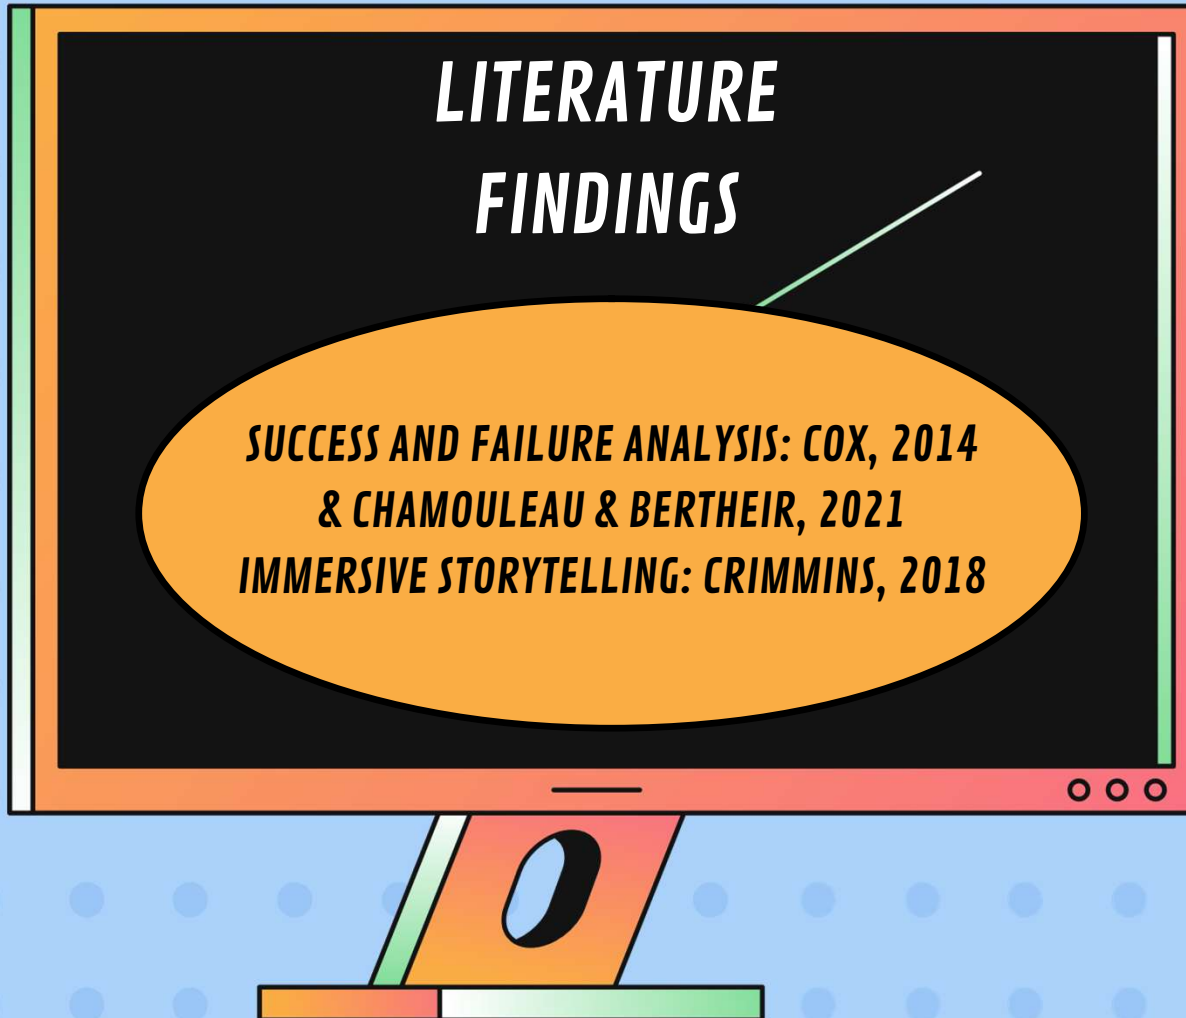 LITERATURE
FINDINGS
SUCCESS AND FAILURE ANALYSIS: COX, 2014
& CHAMOULEAU & BERTHEIR, 2021
IMMERSIVE STORYTELLING: CRIMMINS, 2018